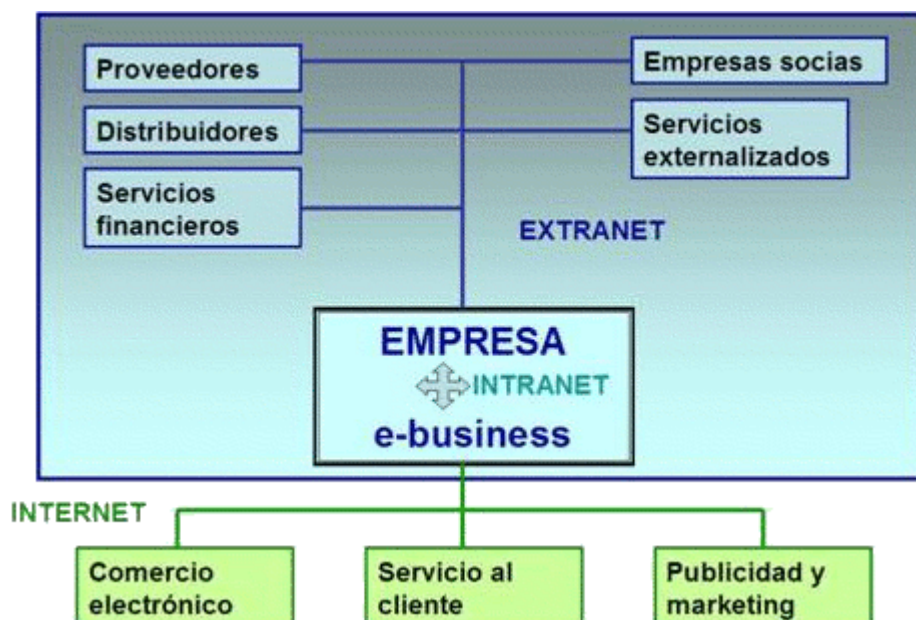 Proveedores
Empresas socias
Distribuidores
Servicios
externalizados
Servicios
financieros
EXTRANET
EMPRESA
INTRANET
e-business
INTERNET
Comercio
electrónico
Servicio al
cliente
Publicidad y
marketing